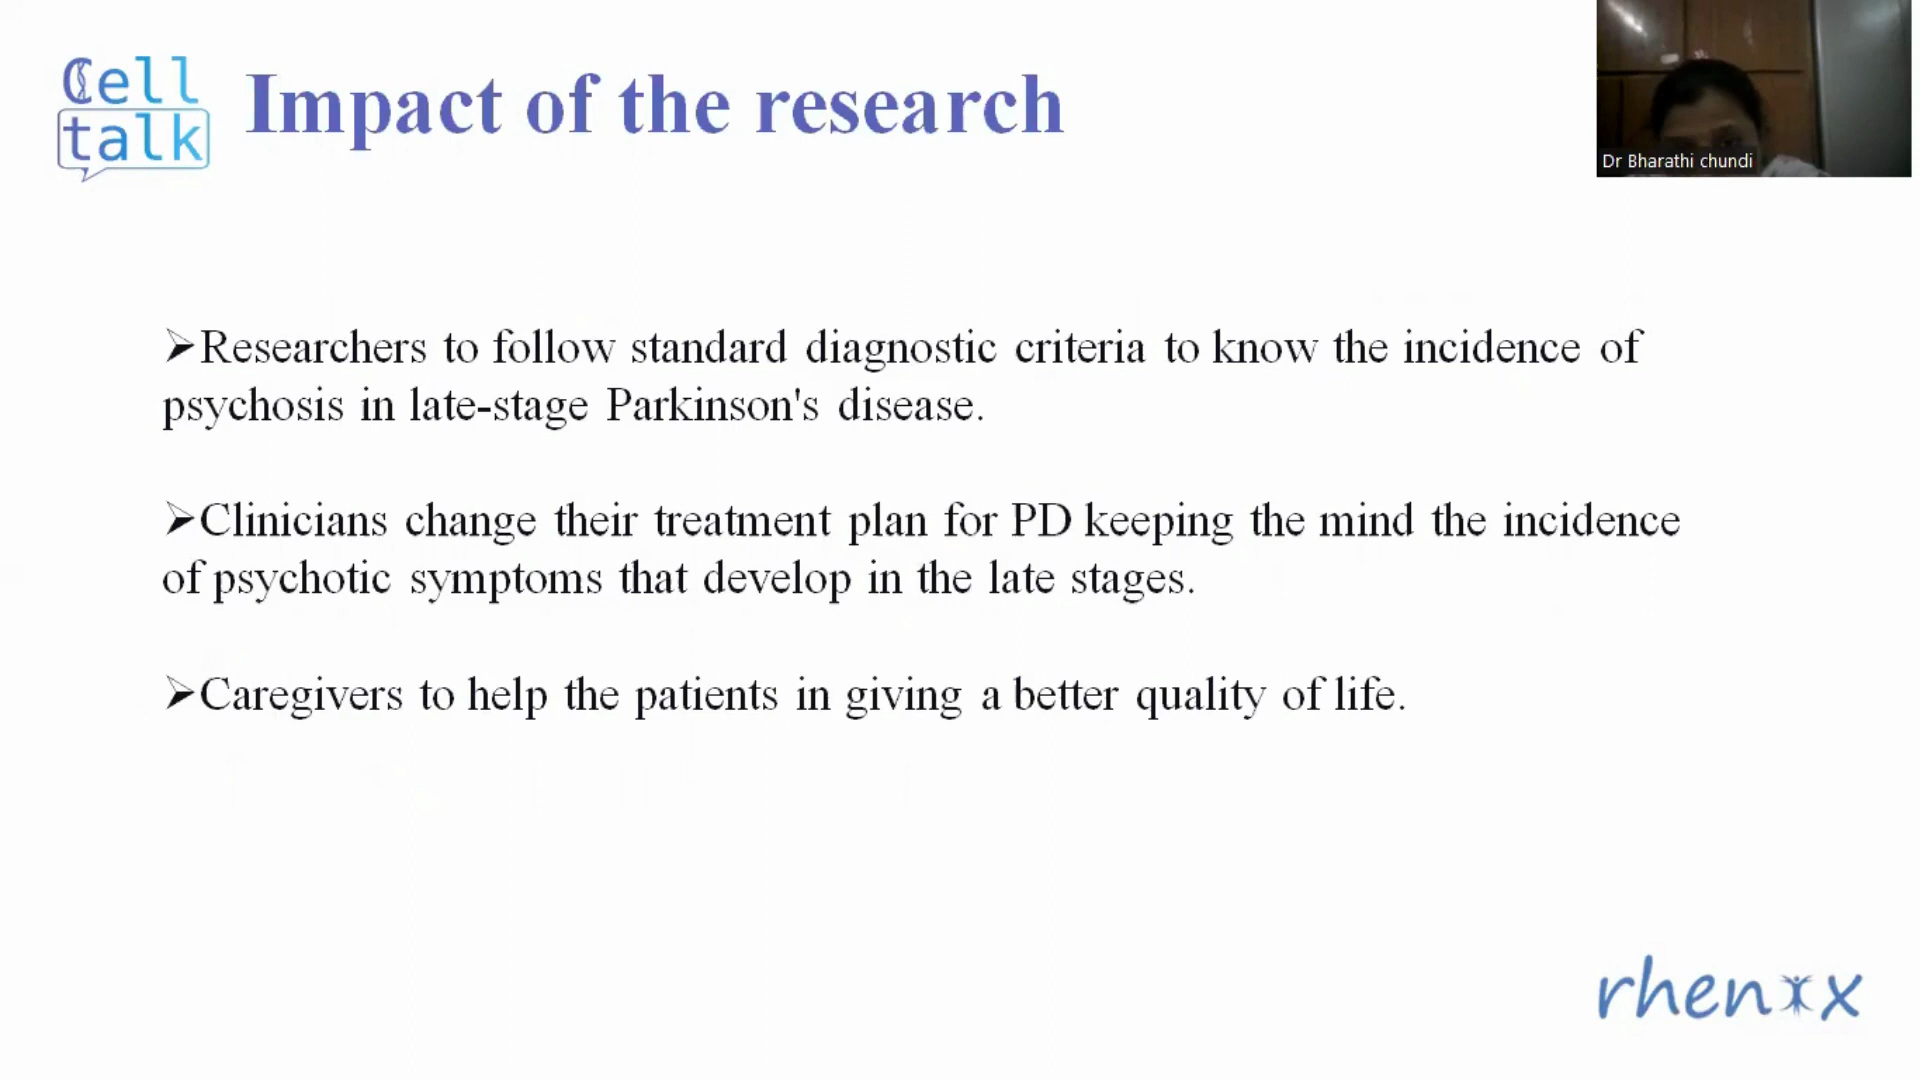 Cell
talk
Impact of the research
Dr Bharathi chundi
➢Researchers to follow standard diagnostic criteria to know the incidence of
psychosis in late-stage Parkinson's disease.
➢Clinicians change their treatment plan for PD keeping the mind the incidence
of psychotic symptoms that develop in the late stages.
➢Caregivers to help the patients in giving a better quality of life.
rhenix